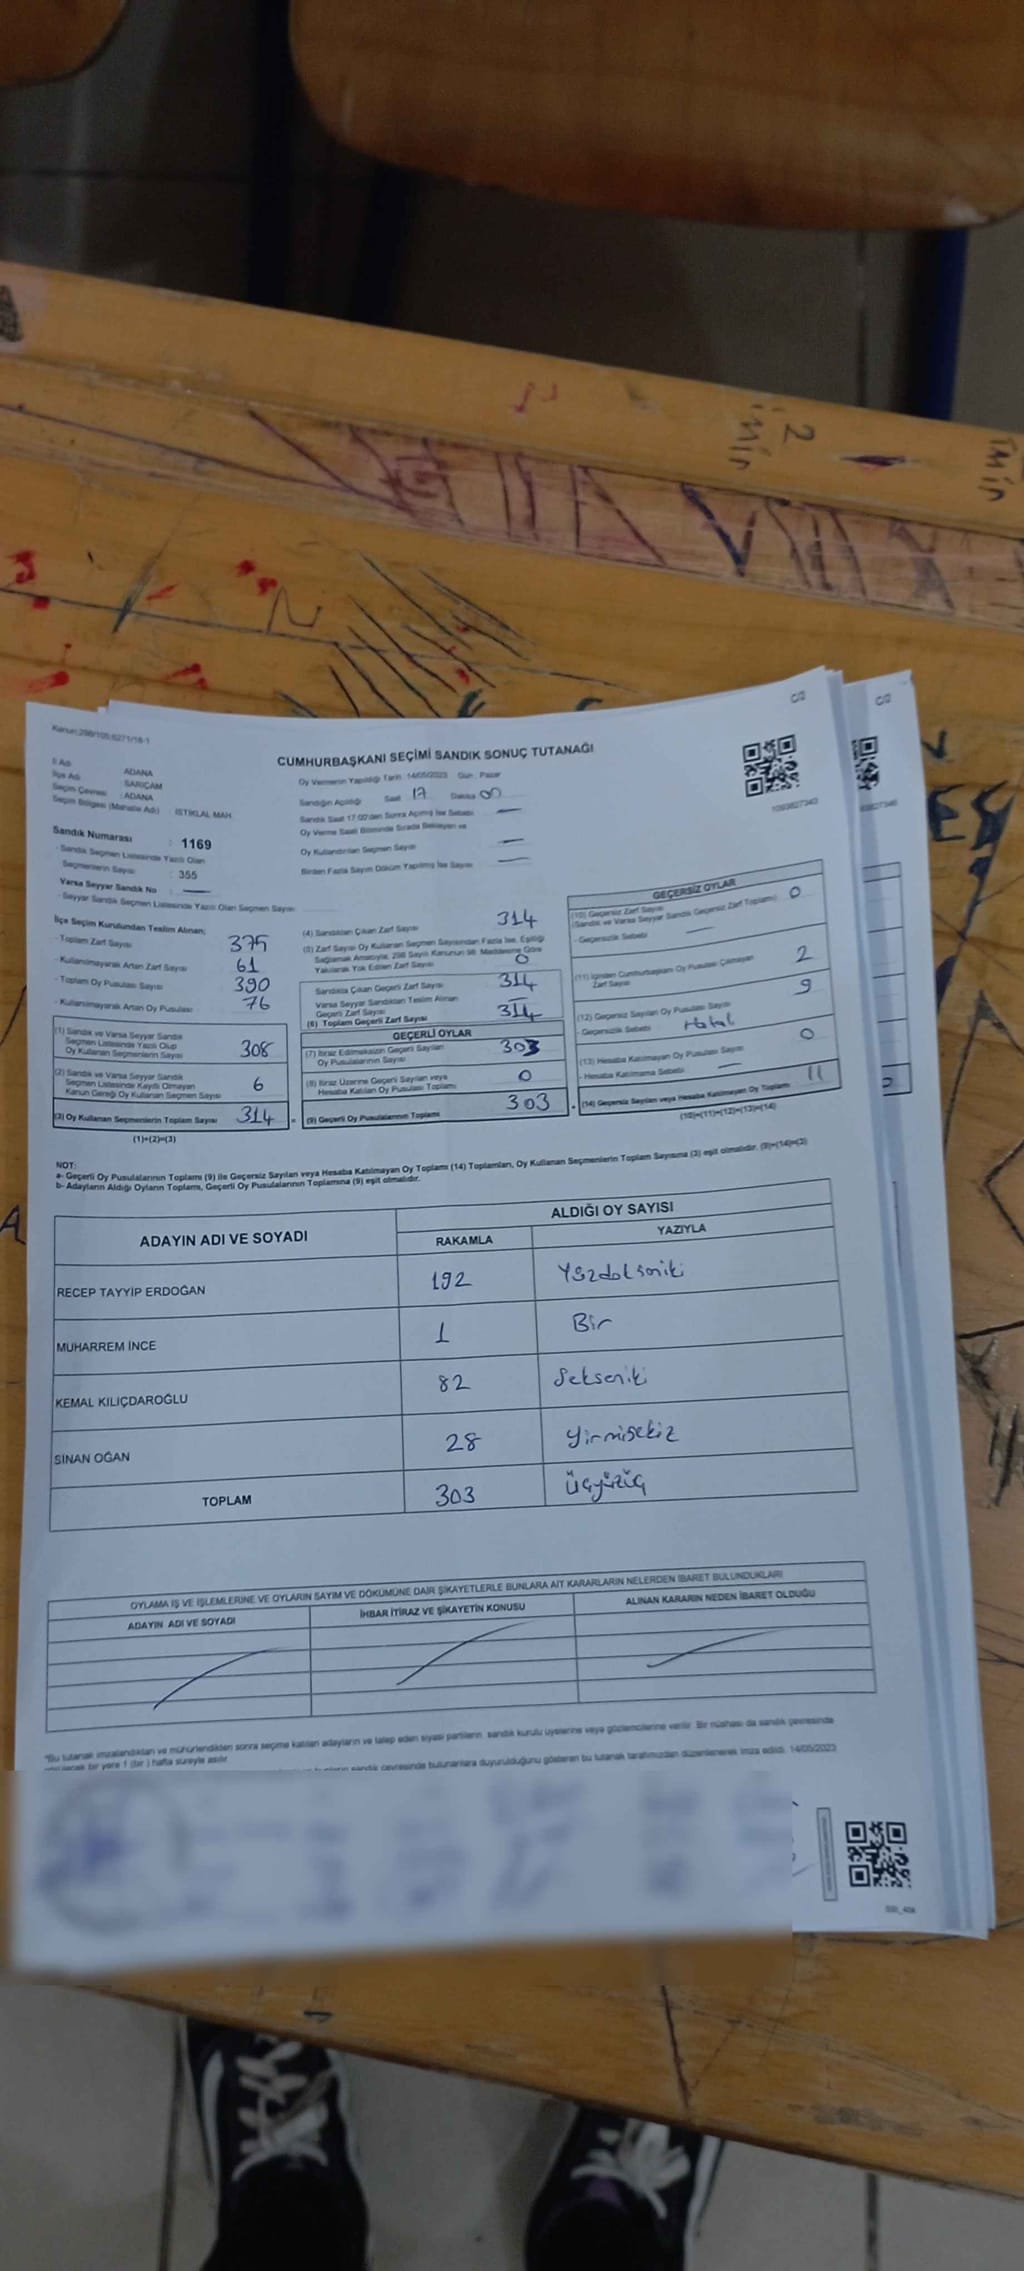 Kanun:298/105;6271/18-1
C/2
C/2
CUMHURBAŞKANI SEÇİMİ SANDIK SONUÇ TUTANAĞI
İl Adı ADANA
İlçe Adı SARIÇAM
Seçim Çevresi : ADANA
Seçim Bölgesi (Mahalle Adı) : İSTİKLAL MAH.
Sandık Numarası : 1169
- Sandık Seçmen Listesinde Yazılı Olan
Seçmenlerin Sayısı : 355
Varsa Seyyar Sandık No :
- Seyyar Sandık Seçmen Listesinde Yazılı Olan Seçmen Sayısı
Oy Vermenin Yapıldığı Tarih : 14/05/2023 Gün : Pazar
Sandığın Açıldığı Saat 17 Dakika 00
Sandık Saat 17:00'den Sonra Açılmış İse Sebebi
Oy Verme Saati Bitiminde Sırada Bekleyen ve
Oy Kullandırılan Seçmen Sayısı
Birden Fazla Sayım Döküm Yapılmış İse Sayısı
1093827343
İlçe Seçim Kurulundan Teslim Alınan;
- Toplam Zarf Sayısı 375
- Kullanılmayarak Artan Zarf Sayısı 61
- Toplam Oy Pusulası Sayısı 390
- Kullanılmayarak Artan Oy Pusulası 76
(1) Sandık ve Varsa Seyyar Sandık
Seçmen Listesinde Yazılı Olup
Oy Kullanan Seçmenlerin Sayısı 308
(2) Sandık ve Varsa Seyyar Sandık
Seçmen Listesinde Kaydı Olmayan
Kanun Gereği Oy Kullanan Seçmen Sayısı 6
(3) Oy Kullanan Seçmenlerin Toplam Sayısı 314
(1)+(2)=(3)
(4) Sandıktan Çıkan Zarf Sayısı 314
(5) Zarf Sayısı Oy Kullanan Seçmen Sayısından Fazla İse, Eşitliği
Sağlamak Amacıyla, 298 Sayılı Kanunun 98. Maddesine Göre
Yakılarak Yok Edilen Zarf Sayısı 0
Sandıkta Çıkan Geçerli Zarf Sayısı 314
Varsa Seyyar Sandıktan Teslim Alınan
Geçerli Zarf Sayısı
(6) Toplam Geçerli Zarf Sayısı 314
GEÇERLİ OYLAR
(7) İtiraz Edilmeksizin Geçerli Sayılan
Oy Pusulalarının Sayısı 303
(8) İtiraz Üzerine Geçerli Sayılan veya
Hesaba Katılan Oy Pusulası Toplamı 0
(9) Geçerli Oy Pusulalarının Toplamı 303
GEÇERSİZ OYLAR
(10) Geçersiz Zarf Sayısı
(Sandık ve Varsa Seyyar Sandık Geçersiz Zarf Toplamı) 0
- Geçersizlik Sebebi
(11) İçinden Cumhurbaşkanı Oy Pusulası Çıkmayan
Zarf Sayısı 2
(12) Geçersiz Sayılan Oy Pusulası Sayısı 9
- Geçersizlik Sebebi
(13) Hesaba Katılmayan Oy Pusulası Sayısı 0
- Hesaba Katılmama Sebebi
(14) Geçersiz Sayılan veya Hesaba Katılmayan Oy Toplamı 11
(10)+(11)+(12)+(13)=(14)
NOT:
a- Geçerli Oy Pusulalarının Toplamı (9) ile Geçersiz Sayılan veya Hesaba Katılmayan Oy Toplamı (14) Toplamları, Oy Kullanan Seçmenlerin Toplam Sayısına (3) eşit olmalıdır. (9)+(14)=(3)
b- Adayların Aldığı Oyların Toplamı, Geçerli Oy Pusulalarının Toplamına (9) eşit olmalıdır.
ADAYIN ADI VE SOYADI
ALDIĞI OY SAYISI
RAKAMLA YAZIYLA
RECEP TAYYİP ERDOĞAN 192 Yüzdoksaniki
MUHARREM İNCE 1 Bir
KEMAL KILIÇDAROĞLU 82 Sekseniki
SİNAN OĞAN 28 Yirmisekiz
TOPLAM 303 üçyüzüç
OYLAMA İŞ VE İŞLEMLERİNE VE OYLARIN SAYIM VE DÖKÜMÜNE DAİR ŞİKAYETLERLE BUNLARA AİT KARARLARIN NELERDEN İBARET BULUNDUKLARI
ADAYIN ADI VE SOYADI İHBAR İTİRAZ VE ŞİKAYETİN KONUSU ALINAN KARARIN NEDEN İBARET OLDUĞU
"Bu tutanak imzalandıktan ve mühürlendikten sonra seçime katılan adayların ve talep eden siyasi partilerin sandık kurulu üyelerine veya gözlemcilerine verilir. Bir nüshası da sandık çevresinde
bir yere 1 (bir) hafta süreyle asılır.
sandık çevresinde bulunanlara duyurulduğunu gösteren bu tutanak tarafımızdan düzenlenerek imza edildi. 14/05/2023